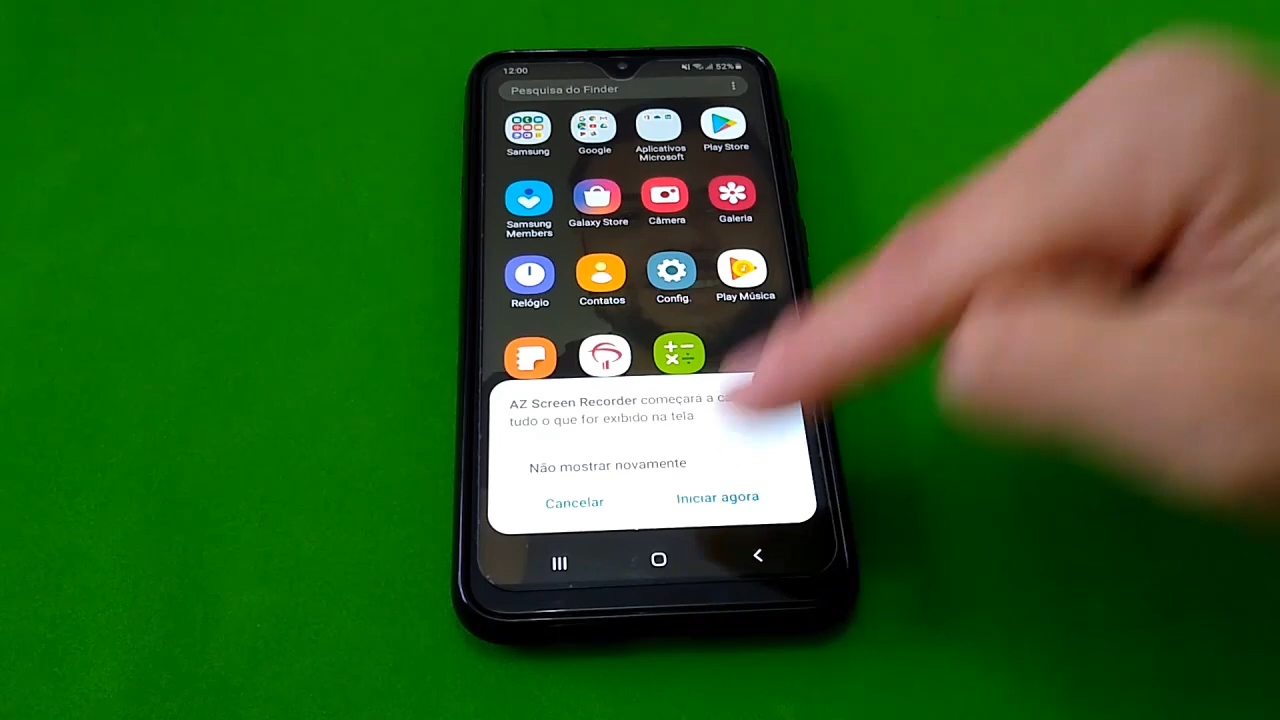 12:00
52%
Pesquisa do Finder
Samsung
Google
Aplicativos
Microsoft
Play Store
Samsung
Members
Galaxy Store
Câmera
Galeria
Relógio
Contatos
Config.
Play Música
AZ Screen Recorder começará a
tudo o que for exibido na tela
Não mostrar novamente
Cancelar
Iniciar agora